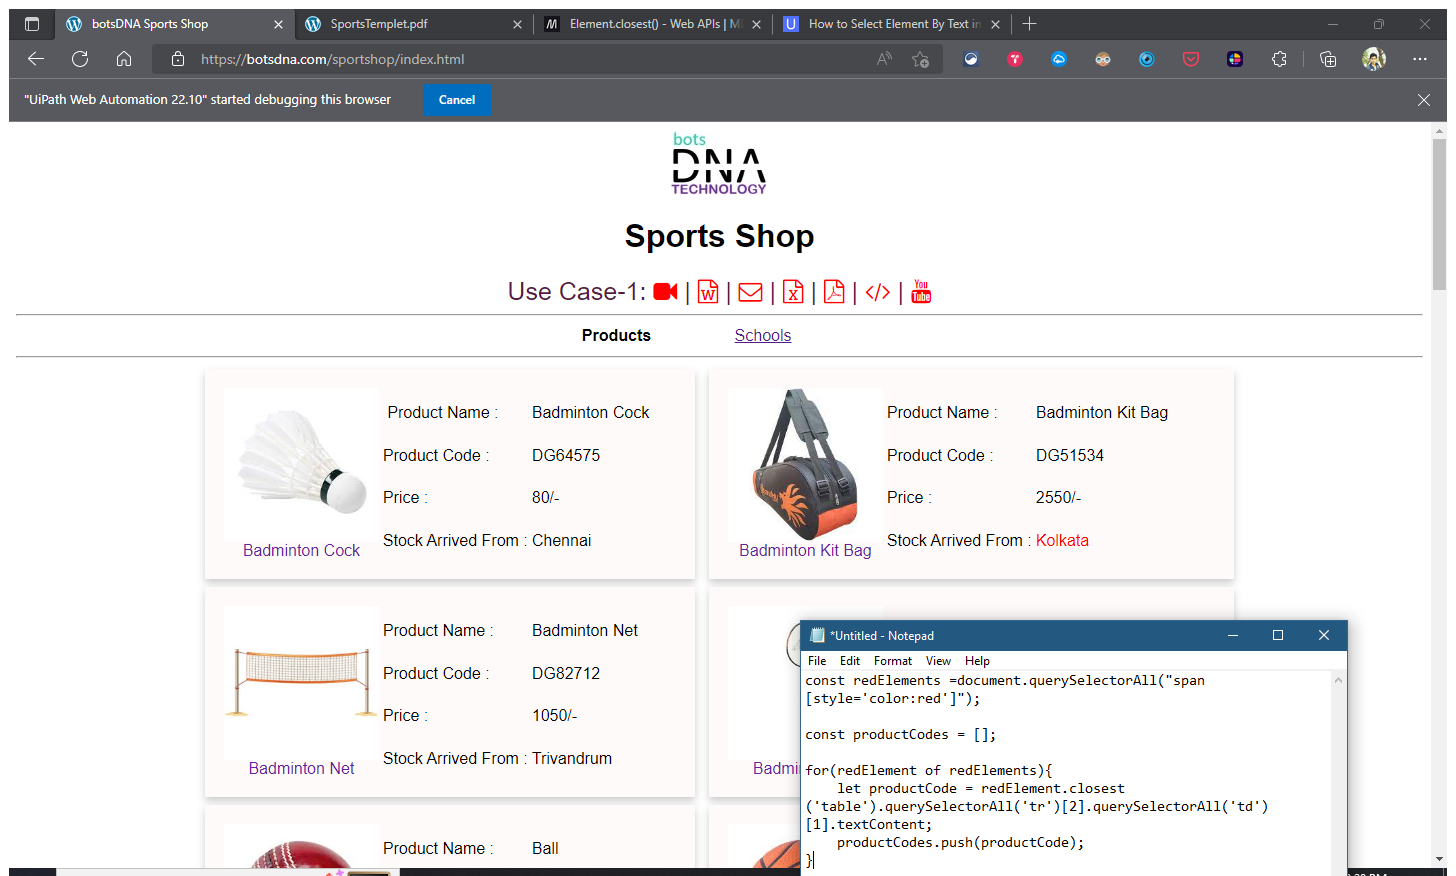 botsDNA Sports Shop
SportsTemplet.pdf
Element.closest() - Web APIs | M
How to Select Element By Text in
https://botsdna.com/sportshop/index.html
"UiPath Web Automation 22.10" started debugging this browser
Cancel
bots
DNA
TECHNOLOGY
Sports Shop
Use Case-1: | | | | | |
You
Tube
Products Schools
Product Name : Badminton Cock
Product Code : DG64575
Price : 80/-
Stock Arrived From : Chennai
Badminton Cock
Product Name : Badminton Kit Bag
Product Code : DG51534
Price : 2550/-
Stock Arrived From : Kolkata
Badminton Kit Bag
Product Name : Badminton Net
Product Code : DG82712
Price : 1050/-
Stock Arrived From : Trivandrum
Badminton Net
Badmi
Product Name : Ball
*Untitled - Notepad
File Edit Format View Help
const redElements =document.querySelectorAll("span
[style='color:red']");
const productCodes = [];
for(redElement of redElements){
let productCode = redElement.closest
('table').querySelectorAll('tr')[2].querySelectorAll('td')
[1].textContent;
productCodes.push(productCode);
}